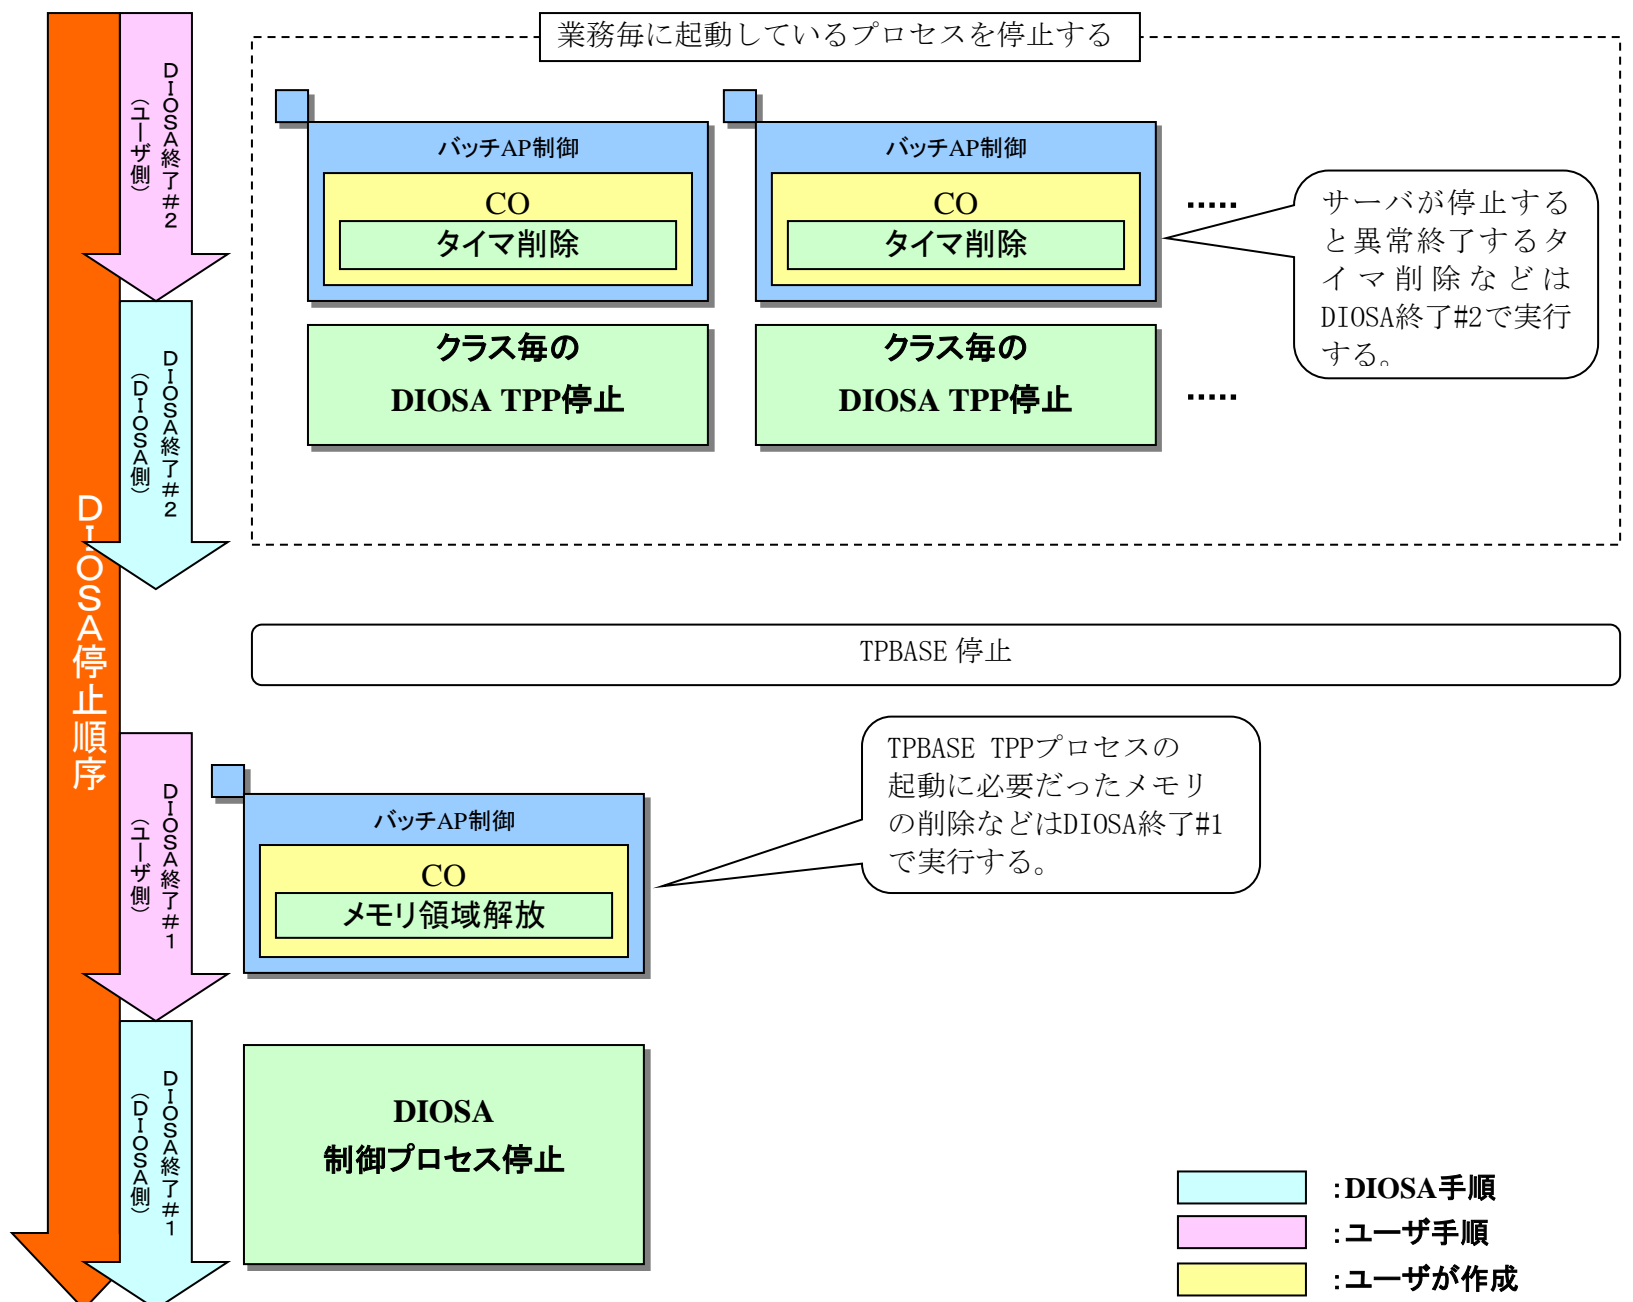 業務毎に起動しているプロセスを停止する
DIOSA終了#2
(ユーザ側)
バッチAP制御
CO
タイマ削除
バッチAP制御
CO
タイマ削除
.....
サーバが停止する
と異常終了するタ
イマ削除などは
DIOSA終了#2で実行
する。
DIOSA終了#2
(DIOSA側)
クラス毎の
DIOSA TPP停止
クラス毎の
DIOSA TPP停止
.....
DIOSA停止順序
TPBASE 停止
DIOSA終了#1
(ユーザ側)
バッチAP制御
CO
メモリ領域解放
TPBASE TPPプロセスの
起動に必要だったメモリ
の削除などはDIOSA終了#1
で実行する。
DIOSA終了#1
(DIOSA側)
DIOSA
制御プロセス停止
:DIOSA手順
:ユーザ手順
:ユーザが作成